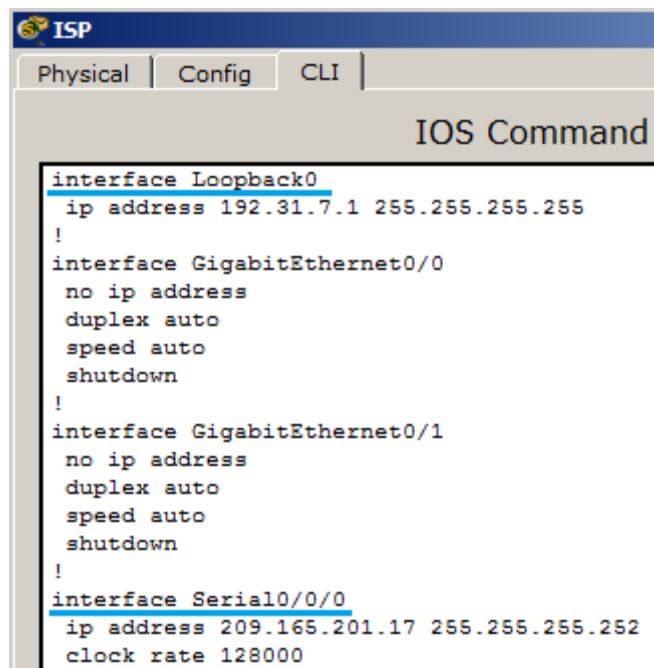 ISP
Physical Config CLI
IOS Command
interface Loopback0
ip address 192.31.7.1 255.255.255.255
!
interface GigabitEthernet0/0
no ip address
duplex auto
speed auto
shutdown
!
interface GigabitEthernet0/1
no ip address
duplex auto
speed auto
shutdown
!
interface Serial0/0/0
ip address 209.165.201.17 255.255.255.252
clock rate 128000